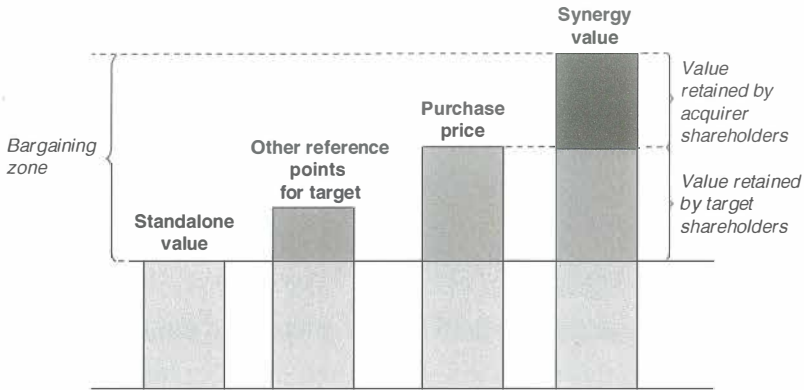 Synergy
value
Value
retained by
acquirer
shareholders
Purchase
price
Bargaining
zone
Other reference
points
for target
Value retained
by target
shareholders
Standalone
value